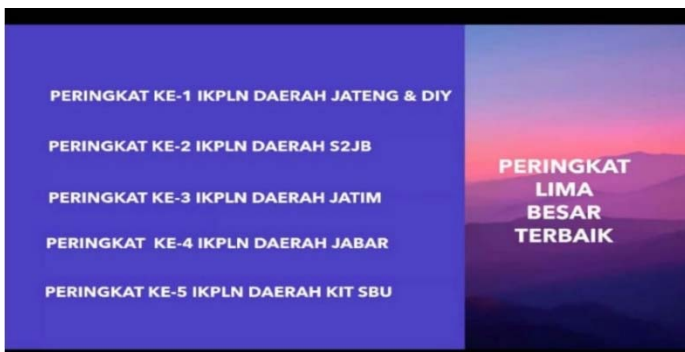 PERINGKAT KE-1 IKPLN DAERAH JATENG & DIY
PERINGKAT KE-2 IKPLN DAERAH S2JB
PERINGKAT KE-3 IKPLN DAERAH JATIM
PERINGKAT KE-4 IKPLN DAERAH JABAR
PERINGKAT KE-5 IKPLN DAERAH KIT SBU
PERINGKAT
LIMA
BESAR
TERBAIK